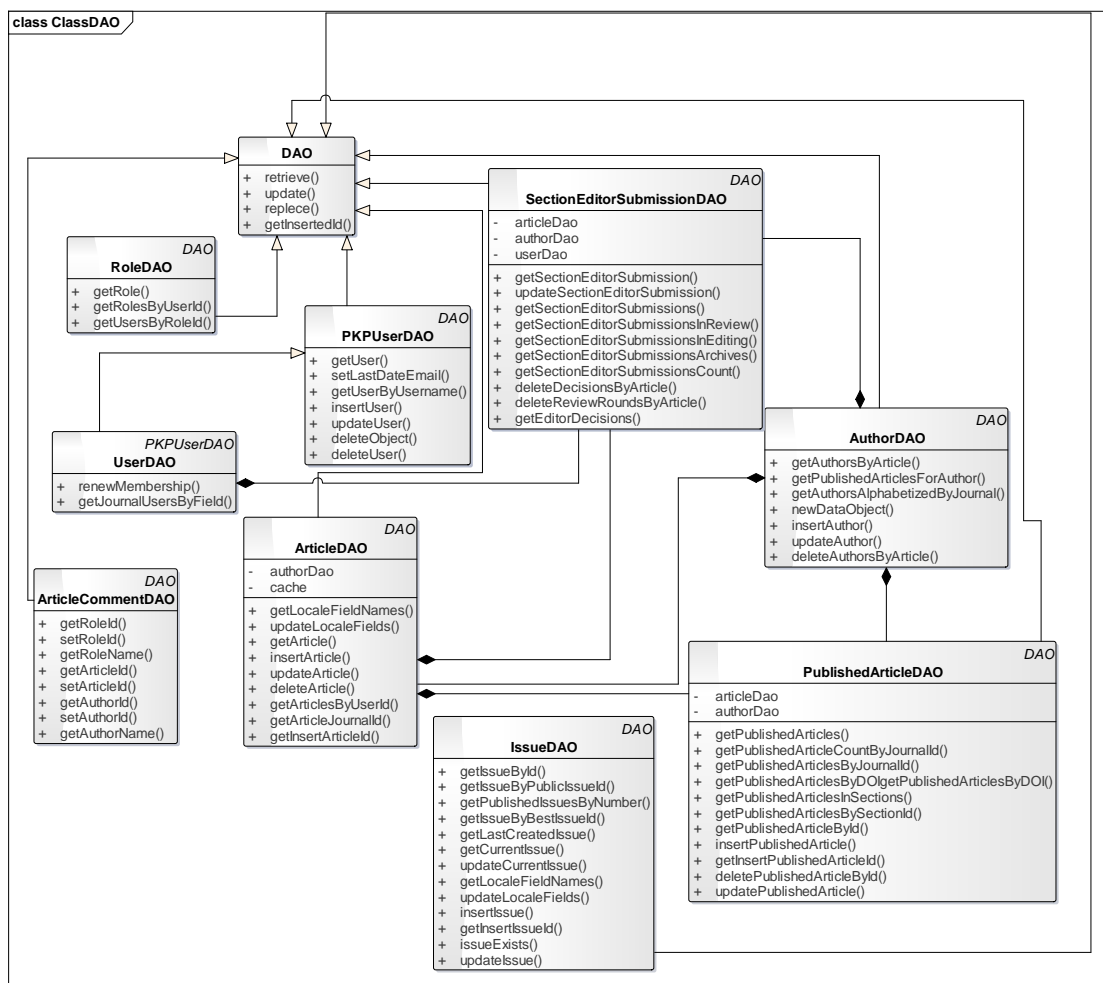 class ClassDAO
DAO
+ retrieve()
+ update()
+ replece()
+ getInsertedId()
DAO
RoleDAO
+ getRole()
+ getRolesByUserId()
+ getUsersByRoleId()
DAO
PKPUserDAO
+ getUser()
+ setLastDateEmail()
+ getUserByUsername()
+ insertUser()
+ updateUser()
+ deleteObject()
+ deleteUser()
DAO
SectionEditorSubmissionDAO
- articleDao
- authorDao
- userDao
+ getSectionEditorSubmission()
+ updateSectionEditorSubmission()
+ getSectionEditorSubmissions()
+ getSectionEditorSubmissionsInReview()
+ getSectionEditorSubmissionsInEditing()
+ getSectionEditorSubmissionsArchives()
+ getSectionEditorSubmissionsCount()
+ deleteDecisionsByArticle()
+ deleteReviewRoundsByArticle()
+ getEditorDecisions()
PKPUserDAO
UserDAO
+ renewMembership()
+ getJournalUsersByField()
DAO
AuthorDAO
+ getAuthorsByArticle()
+ getPublishedArticlesForAuthor()
+ getAuthorsAlphabetizedByJournal()
+ newDataObject()
+ insertAuthor()
+ updateAuthor()
+ deleteAuthorsByArticle()
DAO
ArticleDAO
- authorDao
- cache
+ getLocaleFieldNames()
+ updateLocaleFields()
+ getArticle()
+ insertArticle()
+ updateArticle()
+ deleteArticle()
+ getArticlesByUserId()
+ getArticleJournalId()
+ getInsertArticleId()
DAO
ArticleCommentDAO
+ getRoleId()
+ setRoleId()
+ getRoleName()
+ getArticleId()
+ setArticleId()
+ getAuthorId()
+ setAuthorId()
+ getAuthorName()
DAO
PublishedArticleDAO
- articleDao
- authorDao
+ getPublishedArticles()
+ getPublishedArticleCountByJournalId()
+ getPublishedArticlesByJournalId()
+ getPublishedArticlesByDOIgetPublishedArticlesByDOI()
+ getPublishedArticlesInSections()
+ getPublishedArticlesBySectionId()
+ getPublishedArticleById()
+ insertPublishedArticle()
+ getInsertPublishedArticleId()
+ deletePublishedArticleById()
+ updatePublishedArticle()
DAO
IssueDAO
+ getIssueById()
+ getIssueByPublicIssueId()
+ getPublishedIssuesByNumber()
+ getIssueByBestIssueId()
+ getLastCreatedIssue()
+ getCurrentIssue()
+ updateCurrentIssue()
+ getLocaleFieldNames()
+ updateLocaleFields()
+ insertIssue()
+ getInsertIssueId()
+ issueExists()
+ updateIssue()